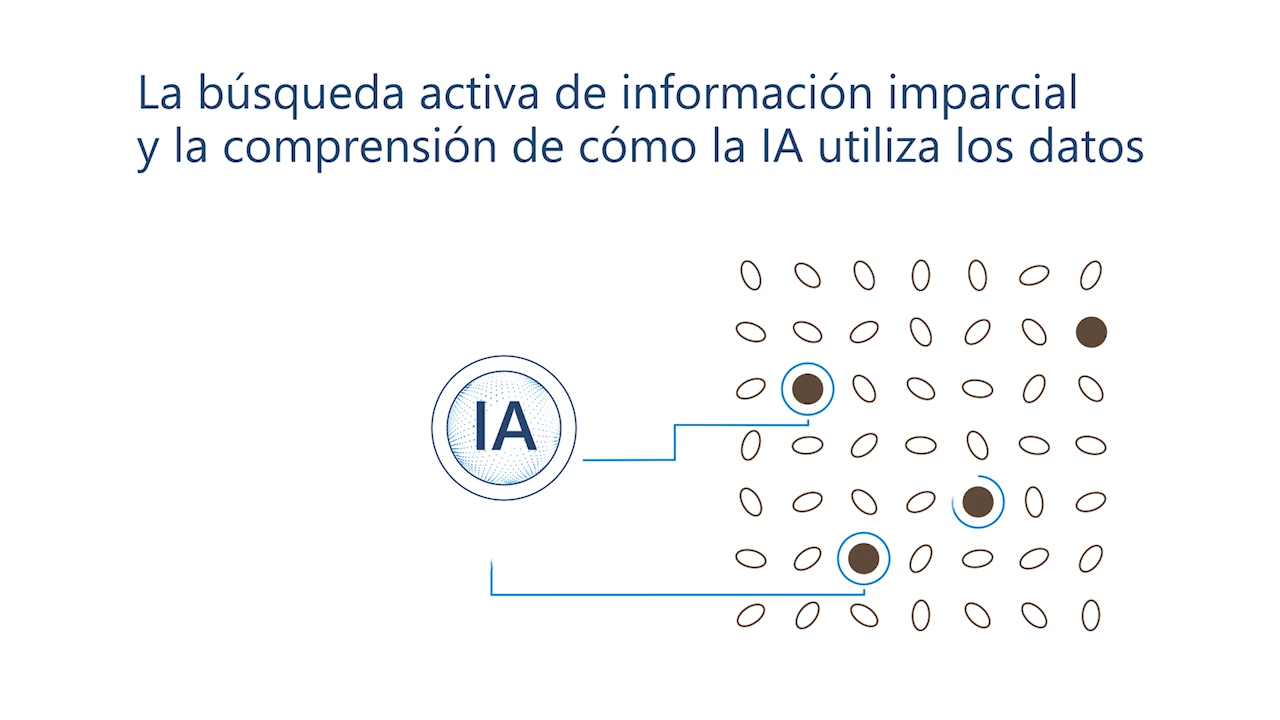 La búsqueda activa de información imparcial
y la comprensión de cómo la IA utiliza los datos
IA